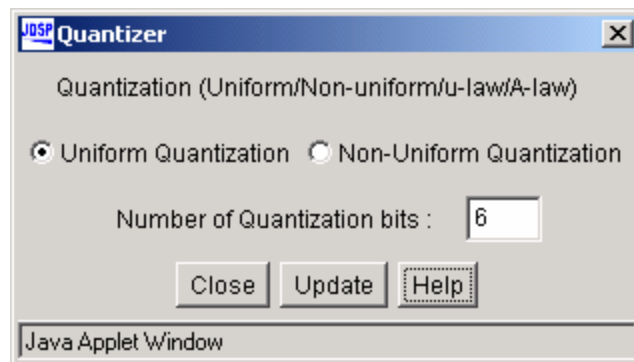 JDSP Quantizer
Quantization (Uniform/Non-uniform/u-law/A-law)
Uniform Quantization Non-Uniform Quantization
Number of Quantization bits : 6
Close Update Help
Java Applet Window